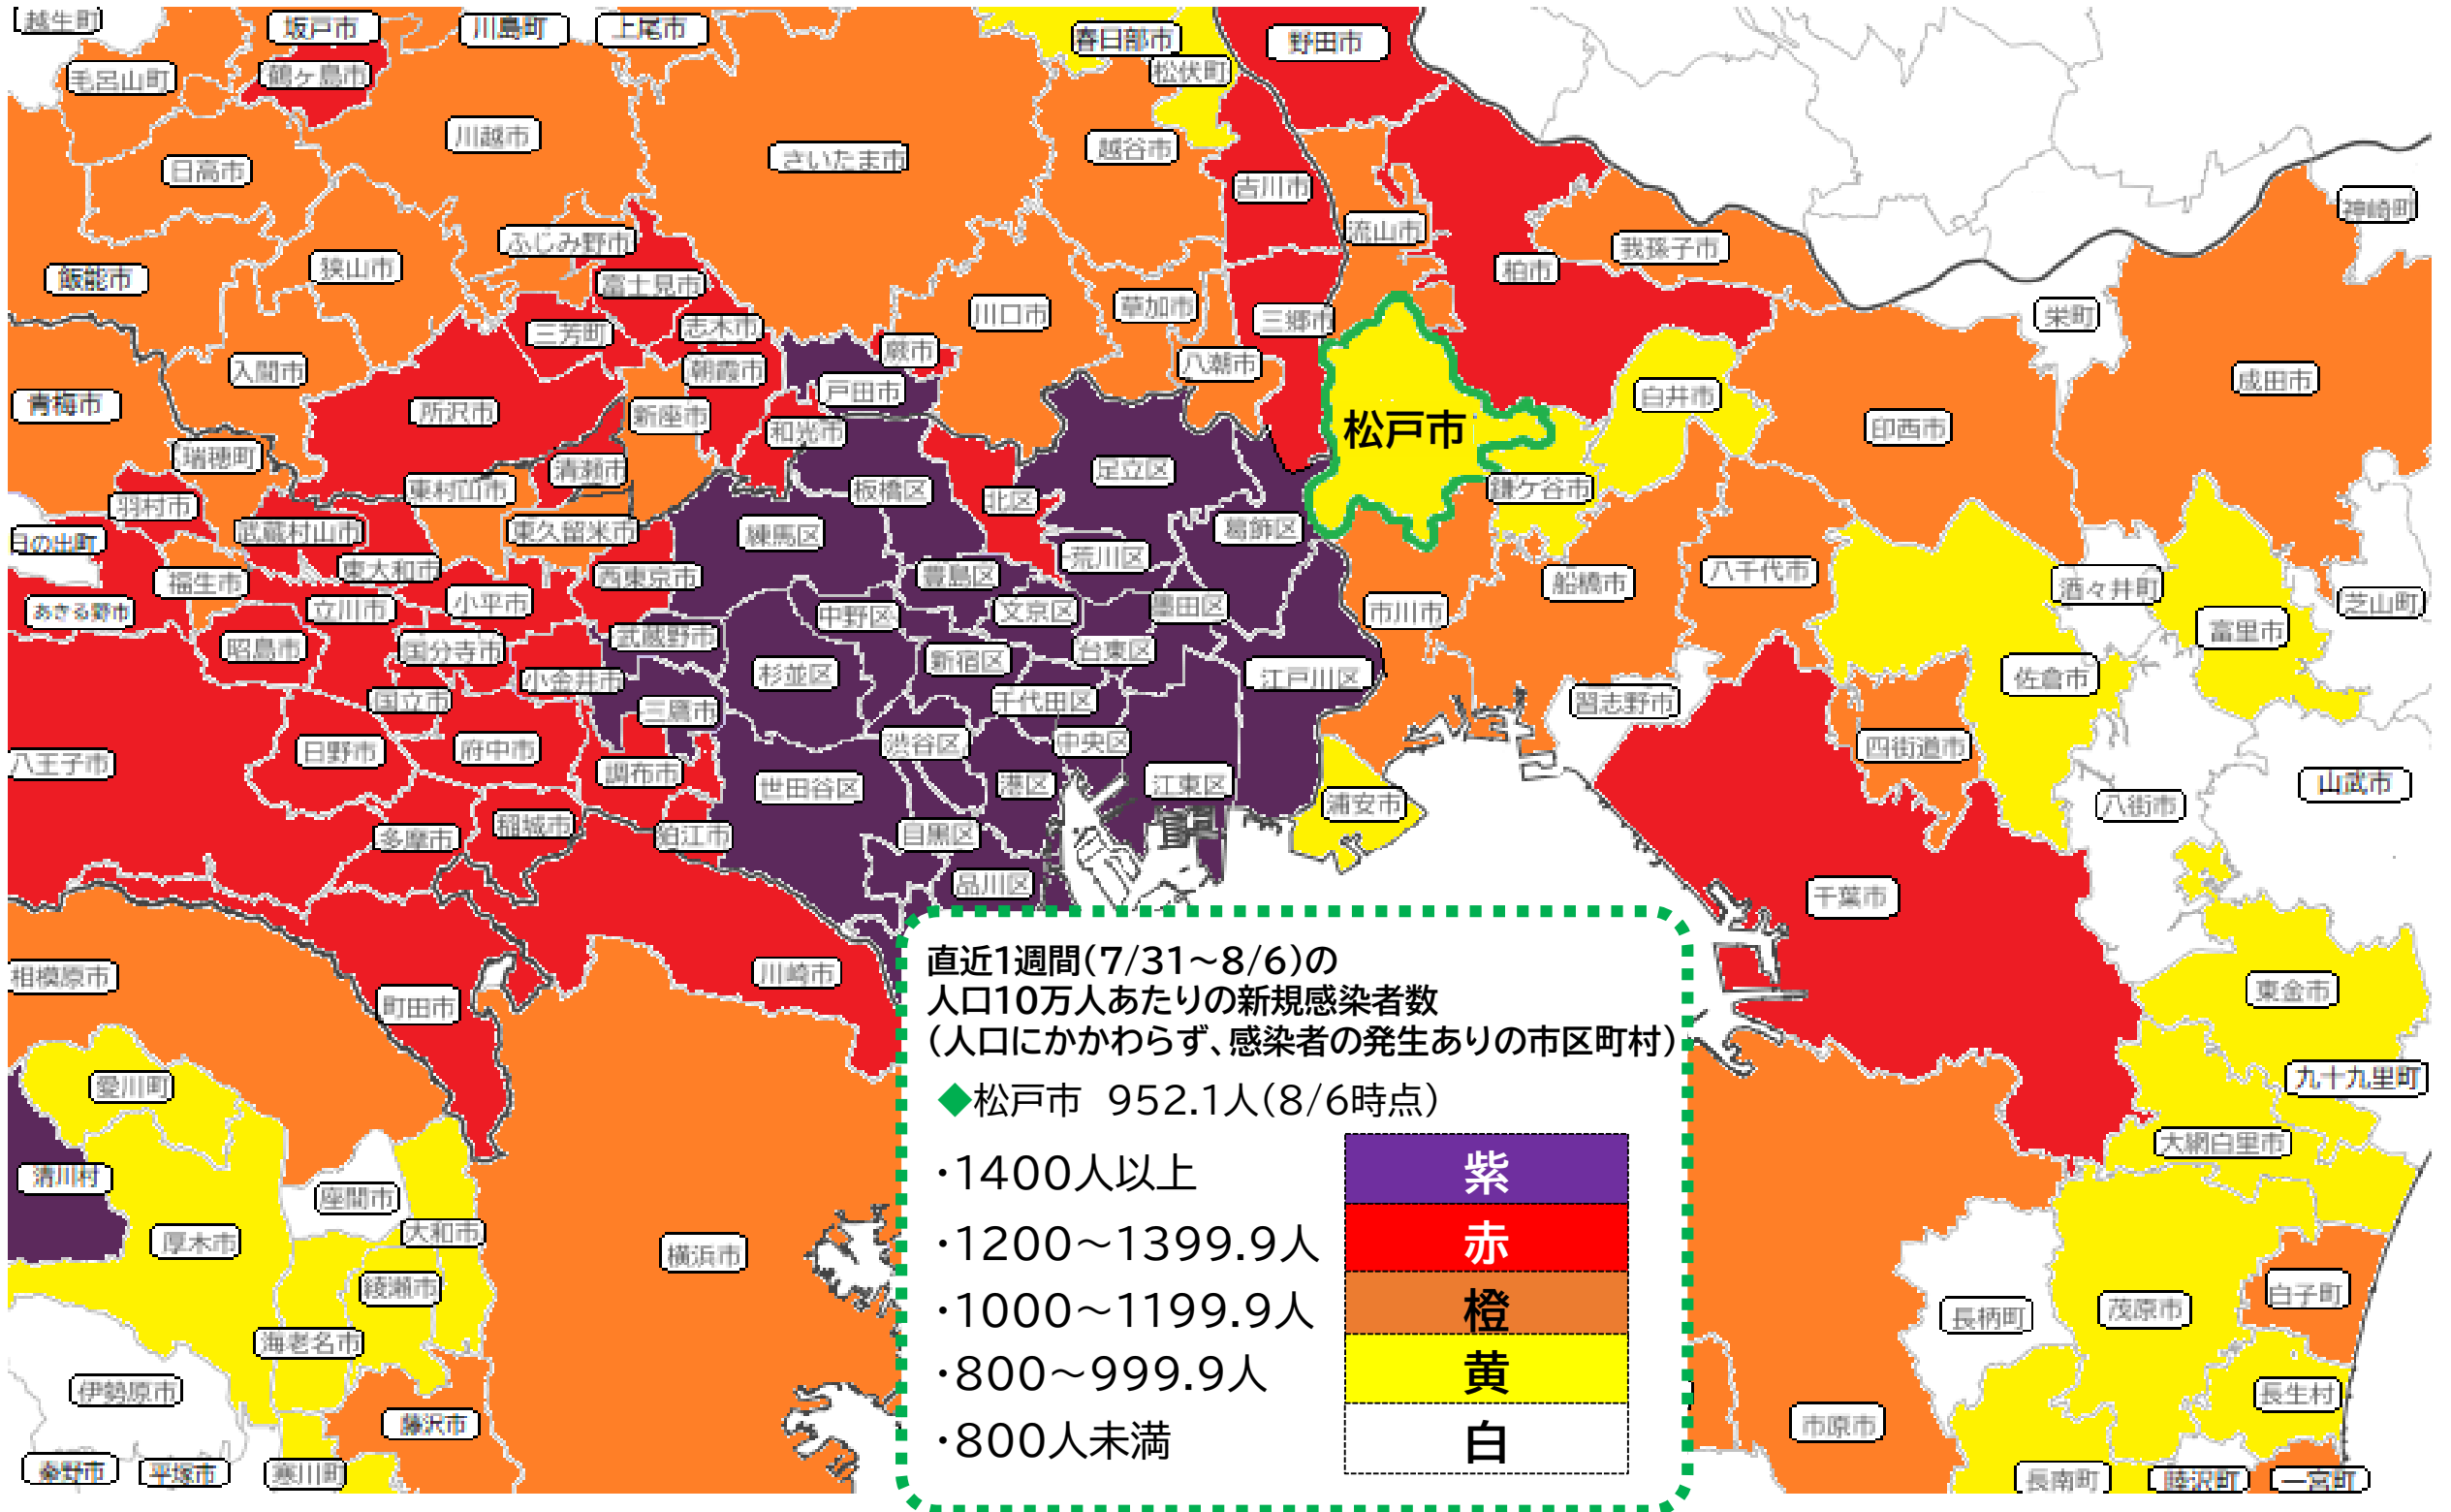 越生町
坂戸市
川島町
上尾市
春日部市
野田市
毛呂山町
鶴ヶ島市
松伏町
川越市
さいたま市
越谷市
日高市
吉川市
神崎町
ふじみ野市
流山市
我孫子市
飯能市
狭山市
富士見市
柏市
川口市
草加市
三郷市
栄町
三芳町
志木市
蕨市
八潮市
入間市
朝霞市
戸田市
白井市
成田市
青梅市
所沢市
新座市
和光市
松戸市
印西市
瑞穂町
清瀬市
足立区
羽村市
東村山市
板橋区
北区
鎌ケ谷市
日の出町
武蔵村山市
東久留米市
練馬区
葛飾区
荒川区
福生市
東大和市
西東京市
豊島区
船橋市
八千代市
酒々井町
あきる野市
立川市
小平市
中野区
文京区
墨田区
市川市
芝山町
昭島市
国分寺市
武蔵野市
新宿区
台東区
富里市
小金井市
杉並区
江戸川区
佐倉市
国立市
三鷹市
千代田区
習志野市
八王子市
日野市
府中市
渋谷区
中央区
四街道市
調布市
世田谷区
港区
江東区
浦安市
八街市
山武市
多摩市
稲城市
狛江市
目黒区
品川区
千葉市
相模原市
町田市
川崎市
東金市
愛川町
九十九里町
清川村
座間市
大網白里市
厚木市
大和市
横浜市
綾瀬市
白子町
海老名市
長柄町
茂原市
伊勢原市
藤沢市
長生村
市原市
秦野市
平塚市
寒川町
長南町
睦沢町
一宮町
直近1週間(7/31～8/6)の
人口10万人あたりの新規感染者数
(人口にかかわらず、感染者の発生ありの市区町村)
◆松戸市 952.1人(8/6時点)
・1400人以上 紫
・1200～1399.9人 赤
・1000～1199.9人 橙
・800～999.9人 黄
・800人未満 白